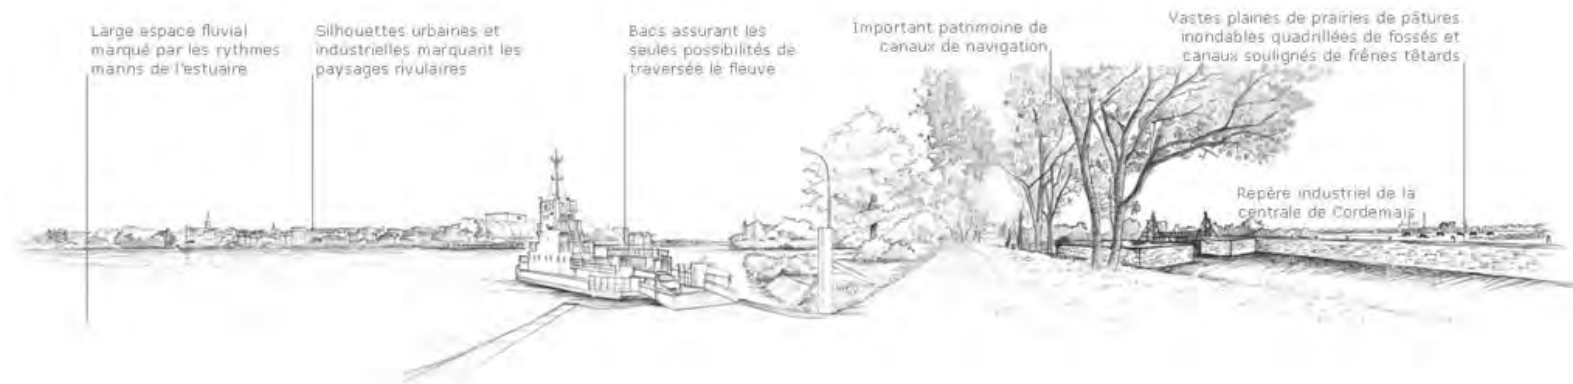 Large espace fluvial
marqué par les rythmes
marins de l'estuaire
Silhouettes urbaines et
industrielles marquant les
paysages rivulaires
Bacs assurant les
seules possibilités de
traversée le fleuve
Important patrimoine de
canaux de navigation
Vastes plaines de prairies de pâtures
inondables quadrillées de fossés et
canaux soulignés de frênes têtards
Repère industriel de la
centrale de Cordemais